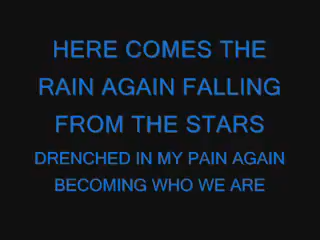 HERE COMES THE
RAIN AGAIN FALLING
FROM THE STARS
DRENCHED IN MY PAIN AGAIN
BECOMING WHO WE ARE